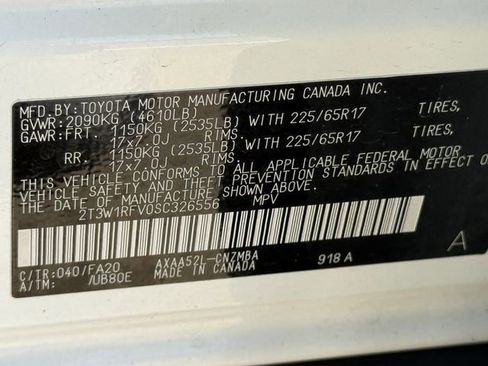 MFD.BY:TOYOTA MOTOR MANUFACTURING CANADA INC.
GVWR:2090KG (4610LB)
GAWR:FRT. 1150KG (2535LB) WITH 225/65R17 TIRES,
17x7.0J RIMS.
RR. 1150KG (2535LB) WITH 225/65R17 TIRES,
17x7.0J RIMS.
THIS VEHICLE CONFORMS TO ALL APPLICABLE FEDERAL MOTOR
VEHICLE SAFETY AND THEFT PREVENTION STANDARDS IN EFFECT O
THE DATE OF MANUFACTURE SHOWN ABOVE.
2T3W1RFV0SC326556 MPV
C/TR:040/FA20 AXAA52L-CNZMBA 918A
A/TM: /UB80E MADE IN CANADA
A